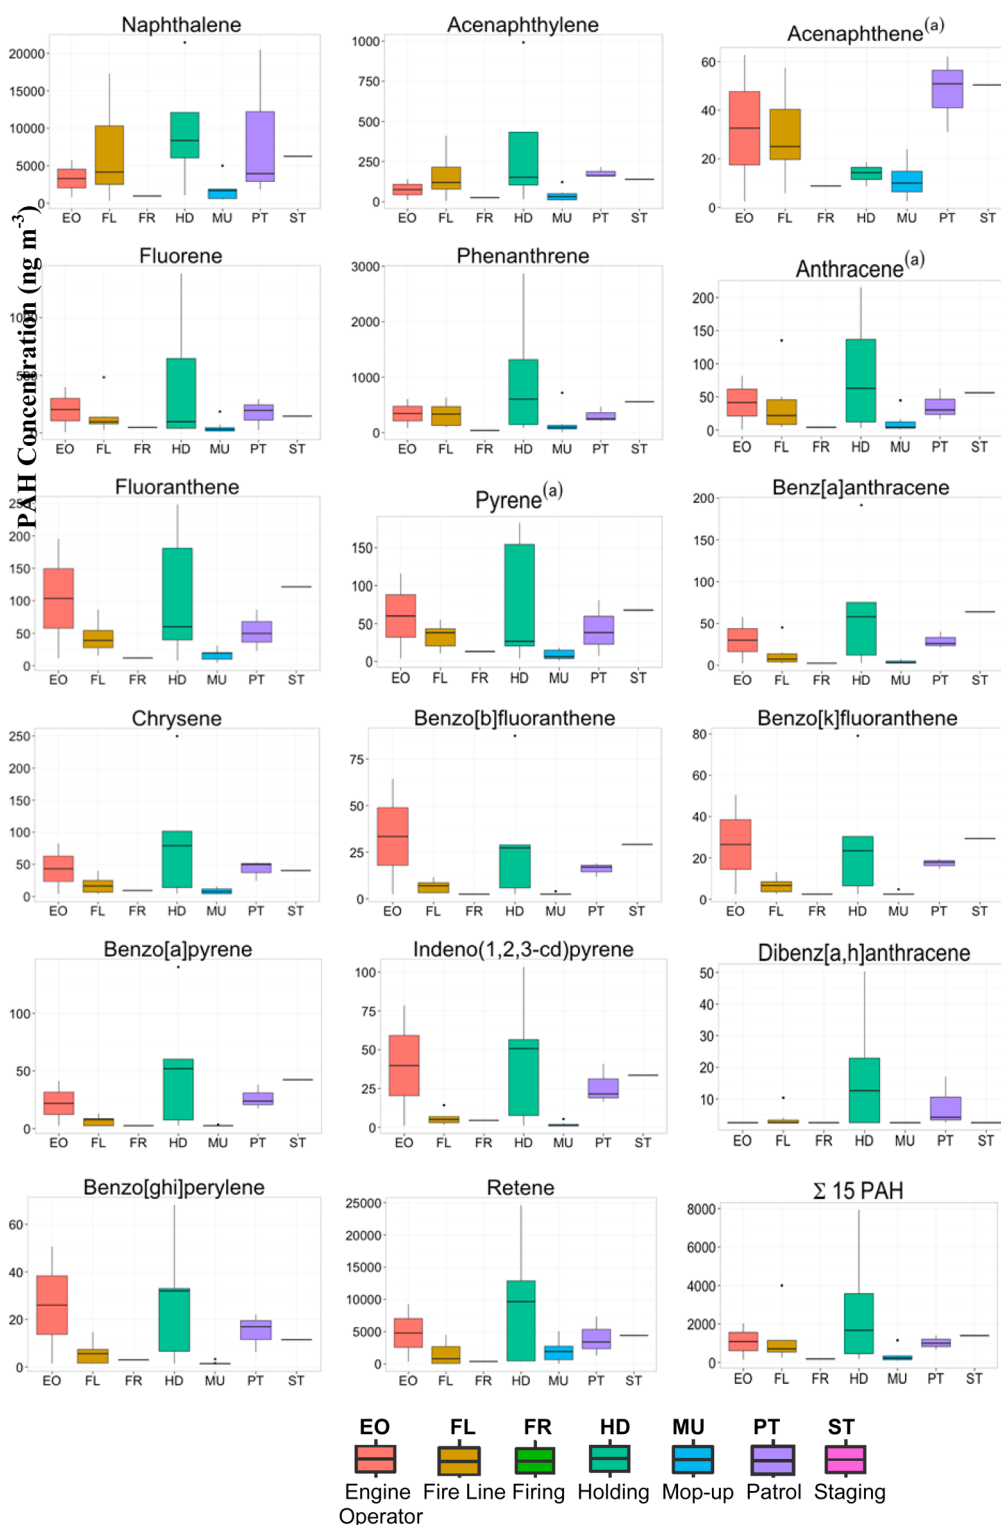 Naphthalene
Acenaphthylene
Acenaphthene(a)
20000
15000
10000
5000
0
EO FL FR HD MU PT ST
1000
750
500
250
0
EO FL FR HD MU PT ST
60
40
20
0
EO FL FR HD MU PT ST
PAH Concentration (ng m-3)
Fluorene
Phenanthrene
Anthracene(a)
EO FL FR HD MU PT ST
3000
2000
1000
0
EO FL FR HD MU PT ST
200
150
100
50
0
EO FL FR HD MU PT ST
Fluoranthene
Pyrene(a)
Benz[a]anthracene
200
150
100
50
0
EO FL FR HD MU PT ST
150
100
50
0
EO FL FR HD MU PT ST
200
150
100
50
0
EO FL FR HD MU PT ST
Chrysene
Benzo[b]fluoranthene
Benzo[k]fluoranthene
250
200
150
100
50
0
EO FL FR HD MU PT ST
75
50
25
0
EO FL FR HD MU PT ST
80
60
40
20
0
EO FL FR HD MU PT ST
Benzo[a]pyrene
Indeno(1,2,3-cd)pyrene
Dibenz[a,h]anthracene
100
50
0
EO FL FR HD MU PT ST
100
75
50
25
0
EO FL FR HD MU PT ST
50
40
30
20
10
EO FL FR HD MU PT ST
Benzo[ghi]perylene
Retene
Σ 15 PAH
60
40
20
0
EO FL FR HD MU PT ST
25000
20000
15000
10000
5000
0
EO FL FR HD MU PT ST
8000
6000
4000
2000
0
EO FL FR HD MU PT ST
EO FL FR HD MU PT ST
Engine Fire Line Firing Holding Mop-up Patrol Staging
Operator